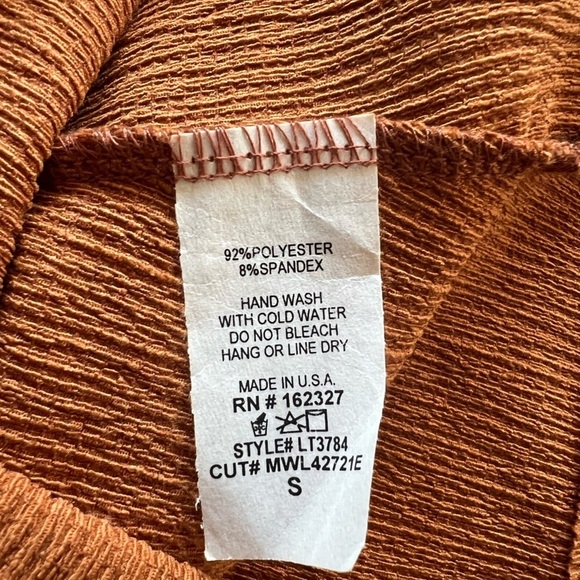 92%POLYESTER
8%SPANDEX
HAND WASH
WITH COLD WATER
DO NOT BLEACH
HANG OR LINE DRY
MADE IN U.S.A.
RN # 162327
STYLE# LT3784
CUT# MWL42721E
S